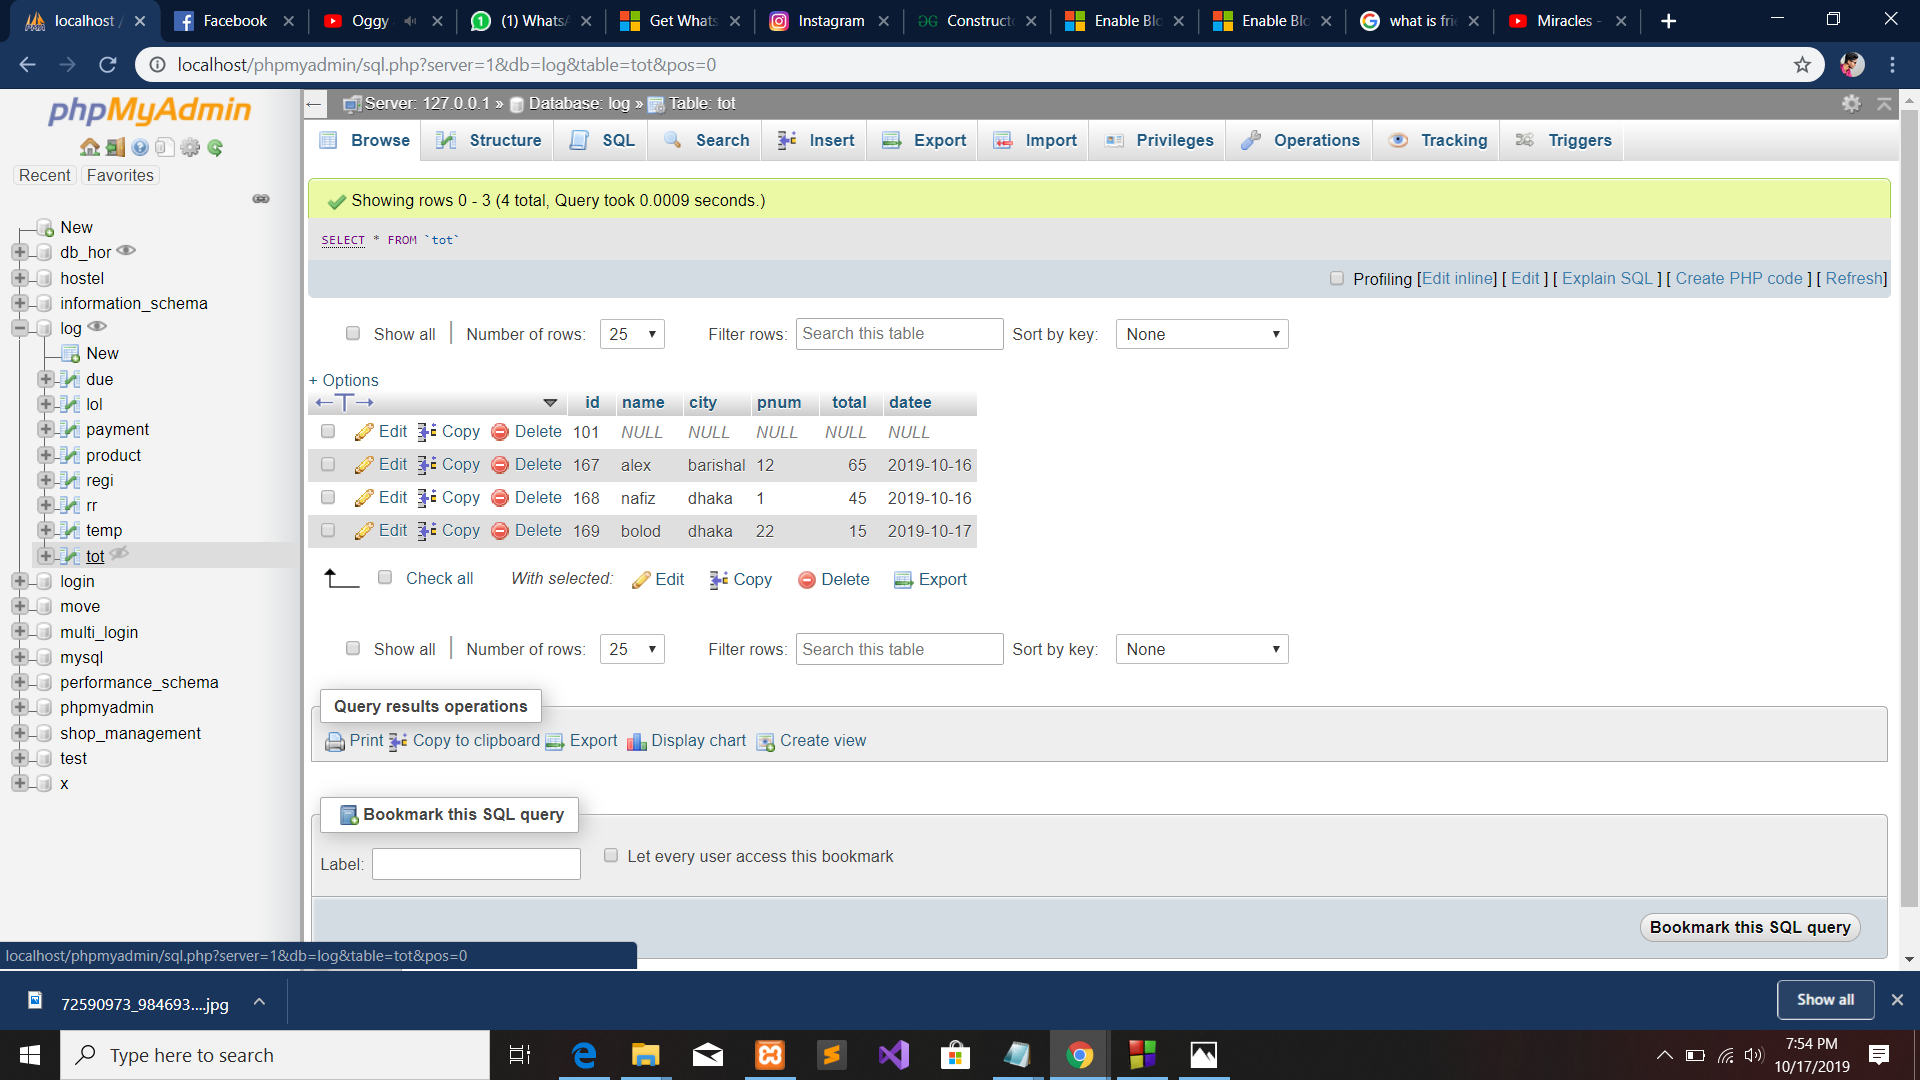 localhost / Facebook Oggy (1) WhatsA Get Whats Instagram Constructo Enable Blo Enable Blo what is frie Miracles -
localhost/phpmyadmin/sql.php?server=1&db=log&table=tot&pos=0
phpMyAdmin
Recent Favorites
New
db_hor
hostel
information_schema
log
New
due
lol
payment
product
regi
rr
temp
tot
login
move
multi_login
mysql
performance_schema
phpmyadmin
shop_management
test
x
Server: 127.0.0.1 » Database: log » Table: tot
Browse Structure SQL Search Insert Export Import Privileges Operations Tracking Triggers
Showing rows 0 - 3 (4 total, Query took 0.0009 seconds.)
SELECT * FROM `tot`
Profiling [Edit inline] [ Edit ] [ Explain SQL ] [ Create PHP code ] [ Refresh]
Show all Number of rows: 25 Filter rows: Search this table Sort by key: None
+ Options
←T→ id name city pnum total datee
Edit Copy Delete 101 NULL NULL NULL NULL NULL
Edit Copy Delete 167 alex barishal 12 65 2019-10-16
Edit Copy Delete 168 nafiz dhaka 1 45 2019-10-16
Edit Copy Delete 169 bolod dhaka 22 15 2019-10-17
Check all With selected: Edit Copy Delete Export
Show all Number of rows: 25 Filter rows: Search this table Sort by key: None
Query results operations
Print Copy to clipboard Export Display chart Create view
Bookmark this SQL query
Label: Let every user access this bookmark
Bookmark this SQL query
localhost/phpmyadmin/sql.php?server=1&db=log&table=tot&pos=0
72590973_984693....jpg Show all
Type here to search
7:54 PM
10/17/2019